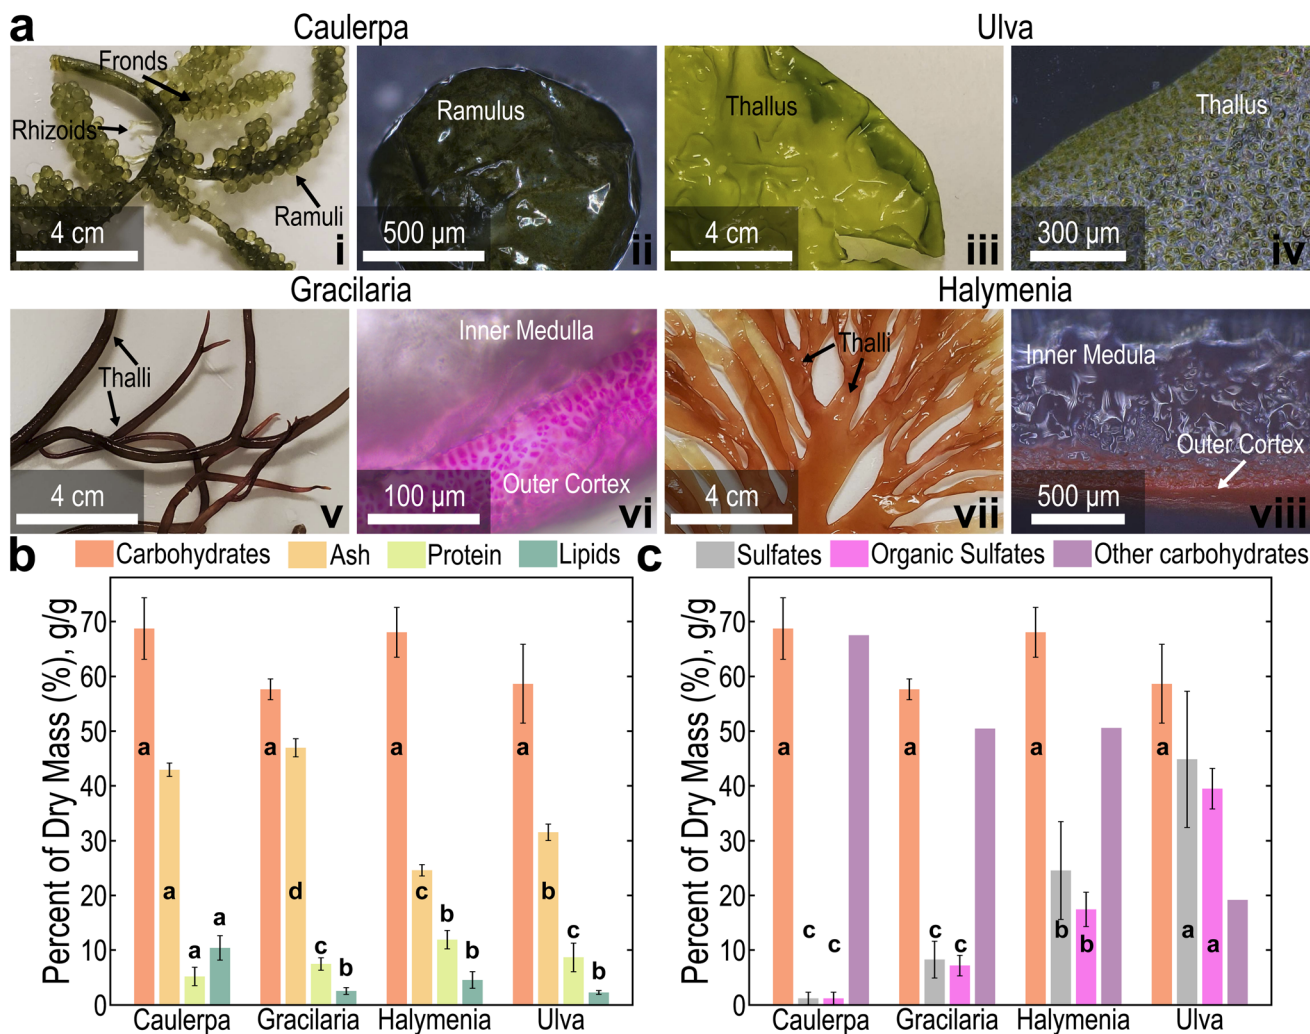 a
Caulerpa
Ulva
Fronds
Rhizoids
Ramuli
4 cm
i
Ramulus
500 µm
ii
Thallus
4 cm
iii
Thallus
300 µm
iv
Gracilaria
Halymenia
Thalli
4 cm
v
Inner Medulla
Outer Cortex
100 µm
vi
Thalli
4 cm
vii
Inner Medula
Outer Cortex
500 µm
viii
b
Carbohydrates Ash Protein Lipids
Percent of Dry Mass (%), g/g
70
60
50
40
30
20
10
0
a a a a
a d c b
a c b b
a b c b
Caulerpa Gracilaria Halymenia Ulva
c
Sulfates Organic Sulfates Other carbohydrates
Percent of Dry Mass (%), g/g
70
60
50
40
30
20
10
0
a c c
a c c
a b b
a a a
Caulerpa Gracilaria Halymenia Ulva